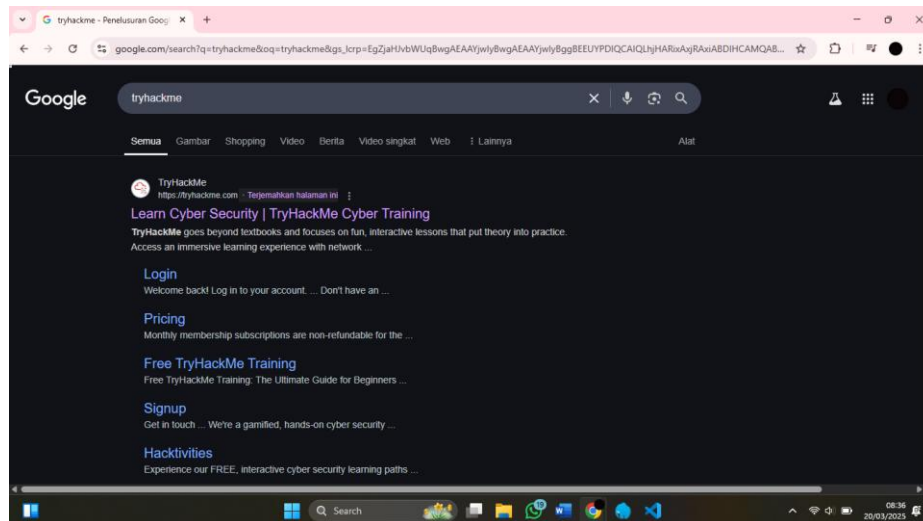 tryhackme - Penelusuran Goog
google.com/search?q=tryhackme&oq=tryhackme&gs_lcrp=
Google
tryhackme
Semua Gambar Shopping Video Berita Video singkat Web Lainnya Alat
TryHackMe
https://tryhackme.com · Terjemahkan halaman ini
Learn Cyber Security | TryHackMe Cyber Training
TryHackMe goes beyond textbooks and focuses on fun, interactive lessons that put theory into practice.
Access an immersive learning experience with network ...
Login
Welcome back! Log in to your account. ... Don't have an ...
Pricing
Monthly membership subscriptions are non-refundable for the ...
Free TryHackMe Training
Free TryHackMe Training: The Ultimate Guide for Beginners ...
Signup
Get in touch ... We're a gamified, hands-on cyber security ...
Hacktivities
Experience our FREE, interactive cyber security learning paths ...
Search
08:36
20/03/2025